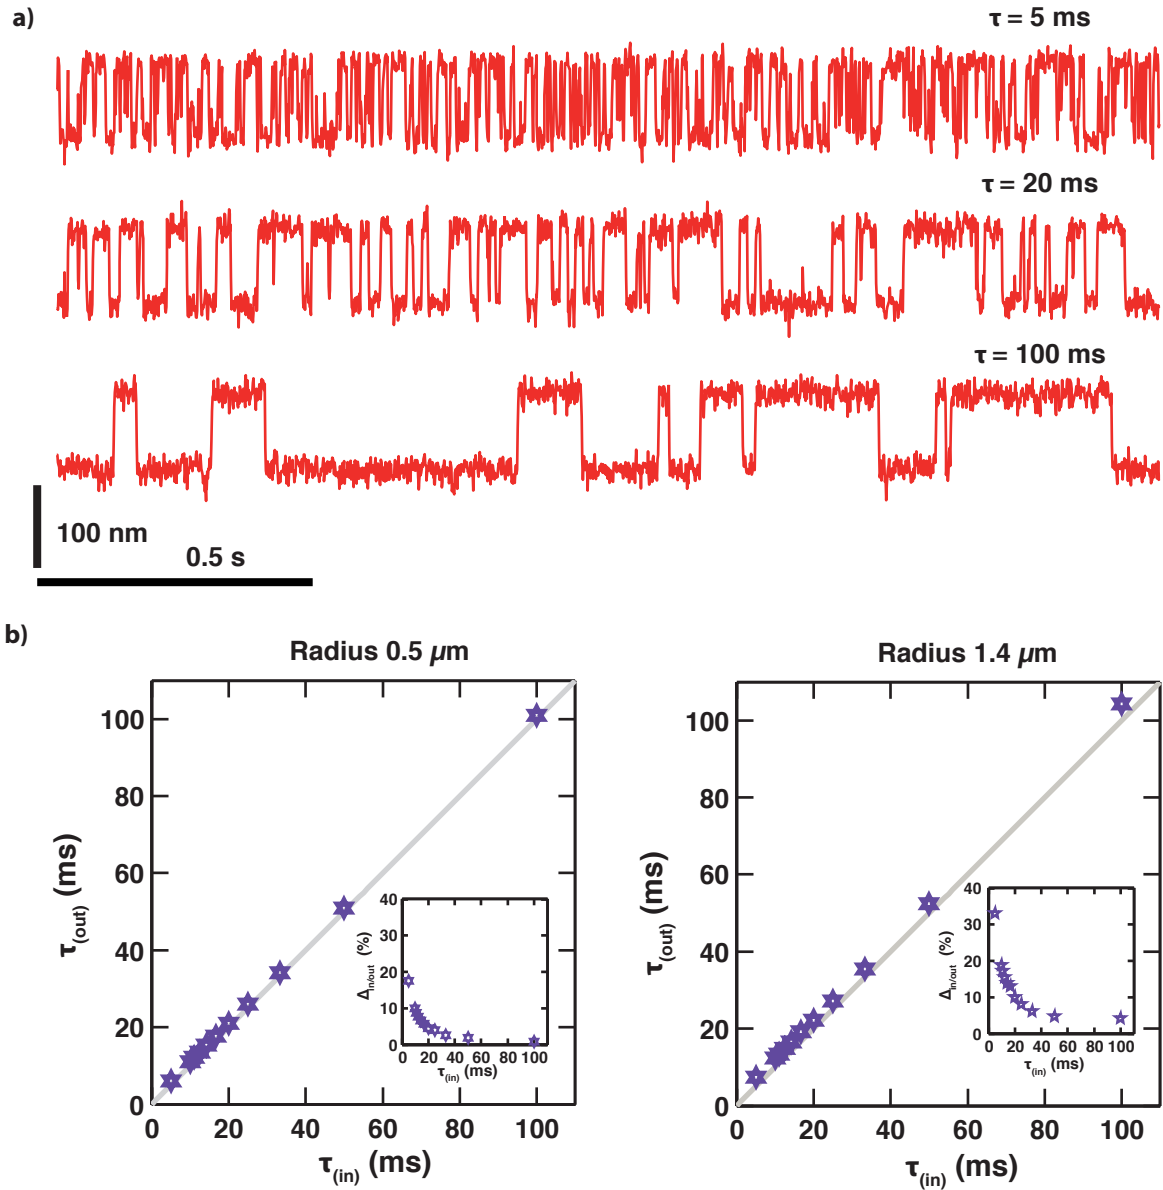 a)
τ = 5 ms
τ = 20 ms
τ = 100 ms
100 nm
0.5 s
b)
Radius 0.5 µm
100
80
60
40
20
0
τ(out) (ms)
0 20 40 60 80 100
τ(in) (ms)
40
30
20
10
0
Δin/out (%)
0 20 40 60 80 100
τ(in) (ms)
Radius 1.4 µm
100
80
60
40
20
0
τ(out) (ms)
0 20 40 60 80 100
τ(in) (ms)
40
30
20
10
0
Δin/out (%)
0 20 40 60 80 100
τ(in) (ms)